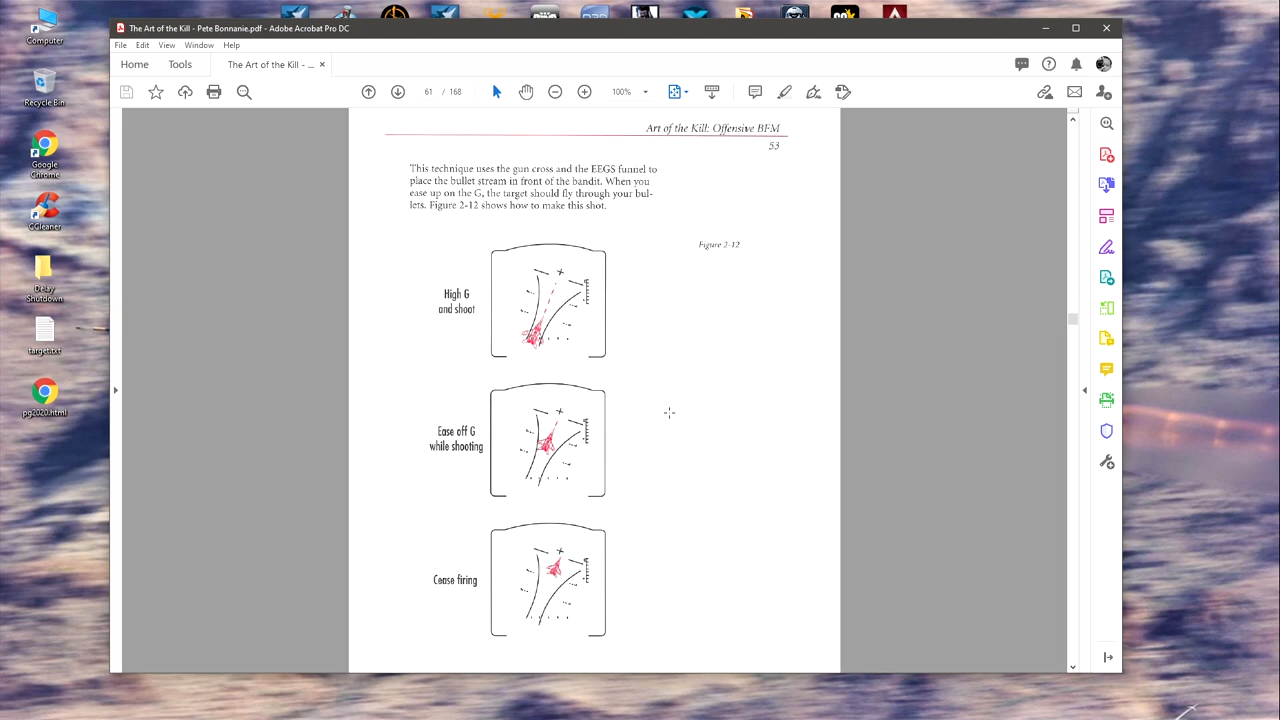 Computer
Recycle Bin
Google
Chrome
CCleaner
Delay
Shutdown
target.txt
pg2020.html
The Art of the Kill - Pete Bonnanie.pdf - Adobe Acrobat Pro DC
File Edit View Window Help
Home Tools The Art of the Kill - ... ×
61 / 168 100%
Art of the Kill: Offensive BFM
53
This technique uses the gun cross and the EEGS funnel to
place the bullet stream in front of the bandit. When you
ease up on the G, the target should fly through your bul-
lets. Figure 2-12 shows how to make this shot.
Figure 2-12
High G
and shoot
Ease off G
while shooting
Cease firing